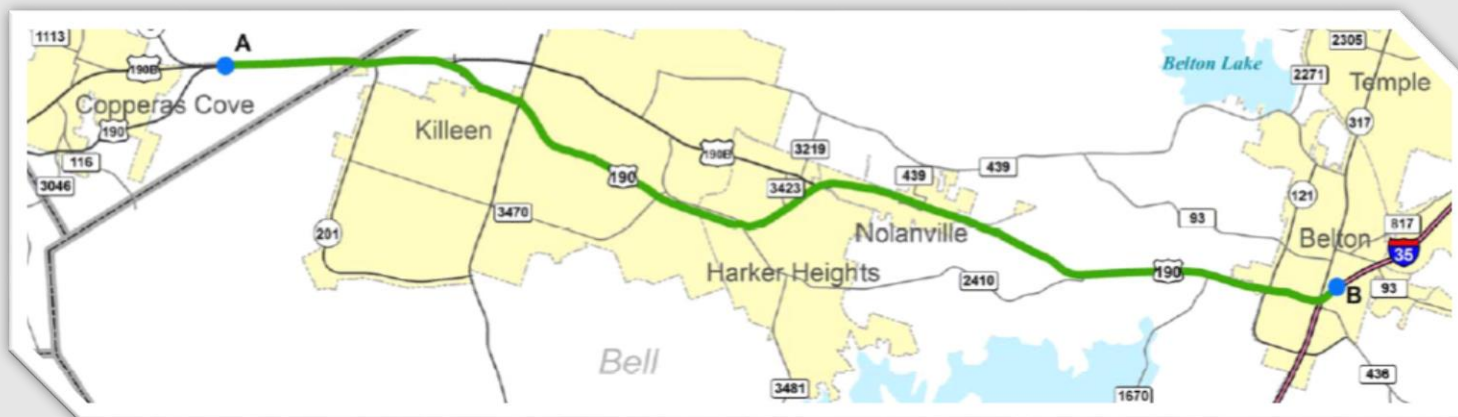 1113
A
2305
Belton Lake
2271
Temple
190B
Copperas Cove
317
190
Killeen
3219
190B
116
439
439
3046
190
3423
121
3470
93
817
201
Nolanville
Belton
35
Harker Heights
2410
190
93
B
Bell
436
3481
1670